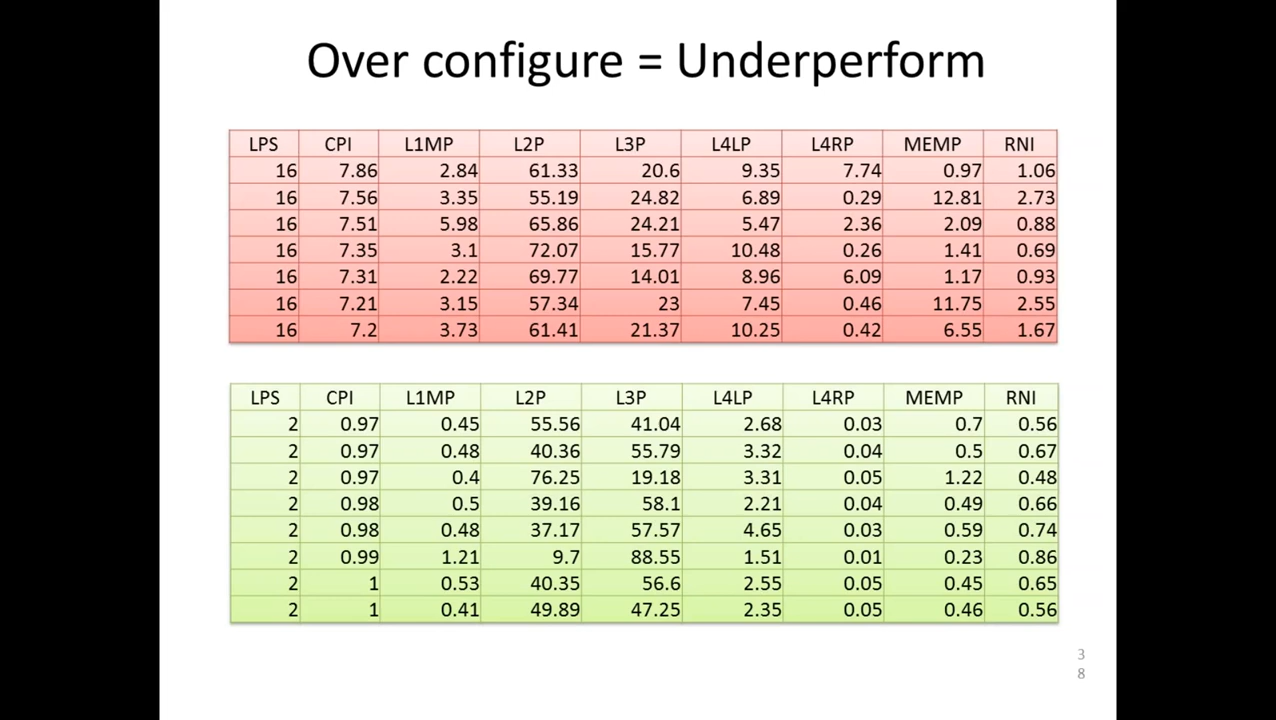 Over configure = Underperform
LPS CPI L1MP L2P L3P L4LP L4RP MEMP RNI
16 7.86 2.84 61.33 20.6 9.35 7.74 0.97 1.06
16 7.56 3.35 55.19 24.82 6.89 0.29 12.81 2.73
16 7.51 5.98 65.86 24.21 5.47 2.36 2.09 0.88
16 7.35 3.1 72.07 15.77 10.48 0.26 1.41 0.69
16 7.31 2.22 69.77 14.01 8.96 6.09 1.17 0.93
16 7.21 3.15 57.34 23 7.45 0.46 11.75 2.55
16 7.2 3.73 61.41 21.37 10.25 0.42 6.55 1.67
LPS CPI L1MP L2P L3P L4LP L4RP MEMP RNI
2 0.97 0.45 55.56 41.04 2.68 0.03 0.7 0.56
2 0.97 0.48 40.36 55.79 3.32 0.04 0.5 0.67
2 0.97 0.4 76.25 19.18 3.31 0.05 1.22 0.48
2 0.98 0.5 39.16 58.1 2.21 0.04 0.49 0.66
2 0.98 0.48 37.17 57.57 4.65 0.03 0.59 0.74
2 0.99 1.21 9.7 88.55 1.51 0.01 0.23 0.86
2 1 0.53 40.35 56.6 2.55 0.05 0.45 0.65
2 1 0.41 49.89 47.25 2.35 0.05 0.46 0.56
3
8